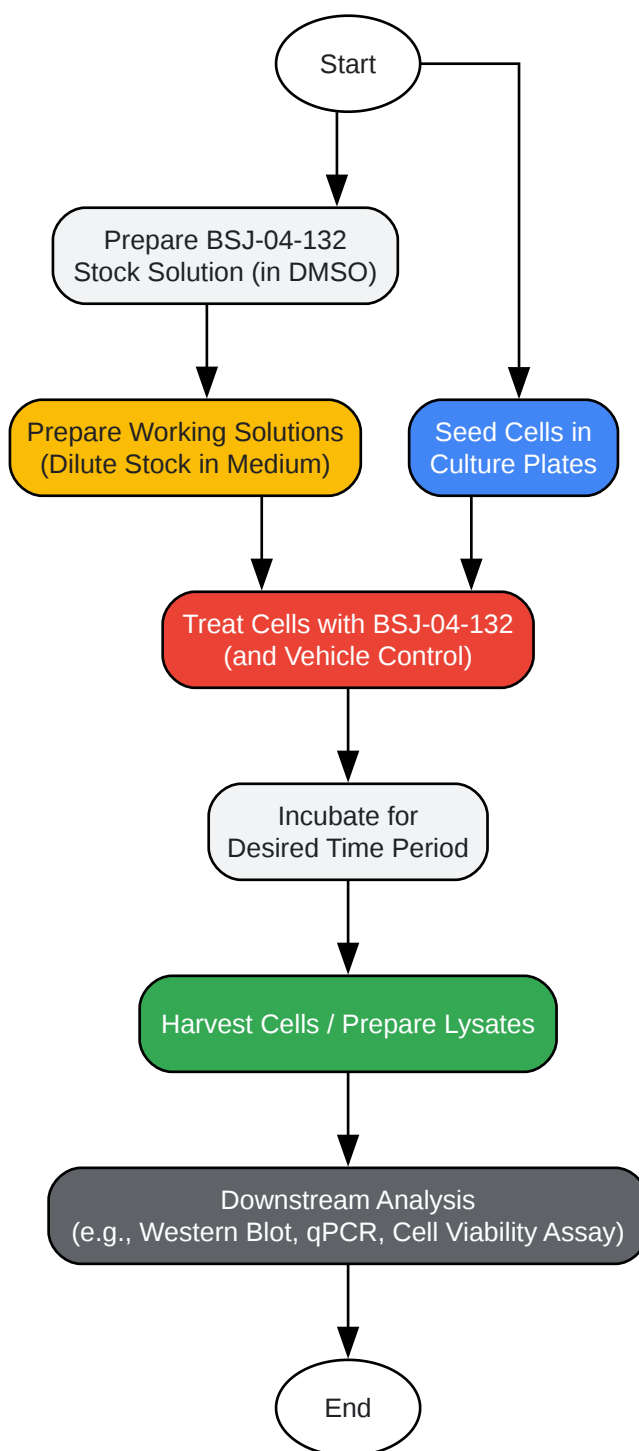 Start
Prepare BSJ-04-132
Stock Solution (in DMSO)
Prepare Working Solutions
(Dilute Stock in Medium)
Seed Cells in
Culture Plates
Treat Cells with BSJ-04-132
(and Vehicle Control)
Incubate for
Desired Time Period
Harvest Cells / Prepare Lysates
Downstream Analysis
(e.g., Western Blot, qPCR, Cell Viability Assay)
End